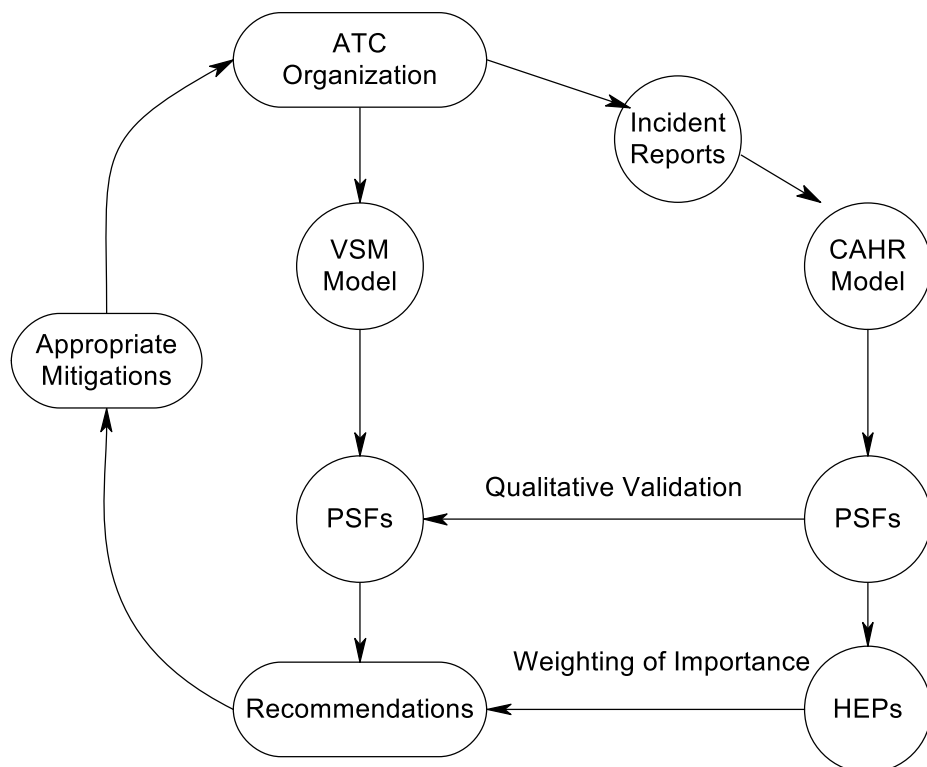 ATC
Organization
Incident
Reports
VSM
Model
CAHR
Model
Appropriate
Mitigations
Qualitative Validation
PSFs
PSFs
Weighting of Importance
Recommendations
HEPs